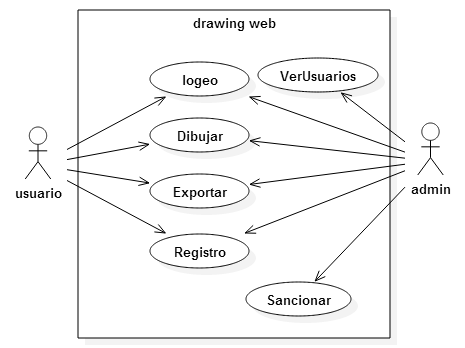 drawing web
logeo
VerUsuarios
Dibujar
usuario
admin
Exportar
Registro
Sancionar